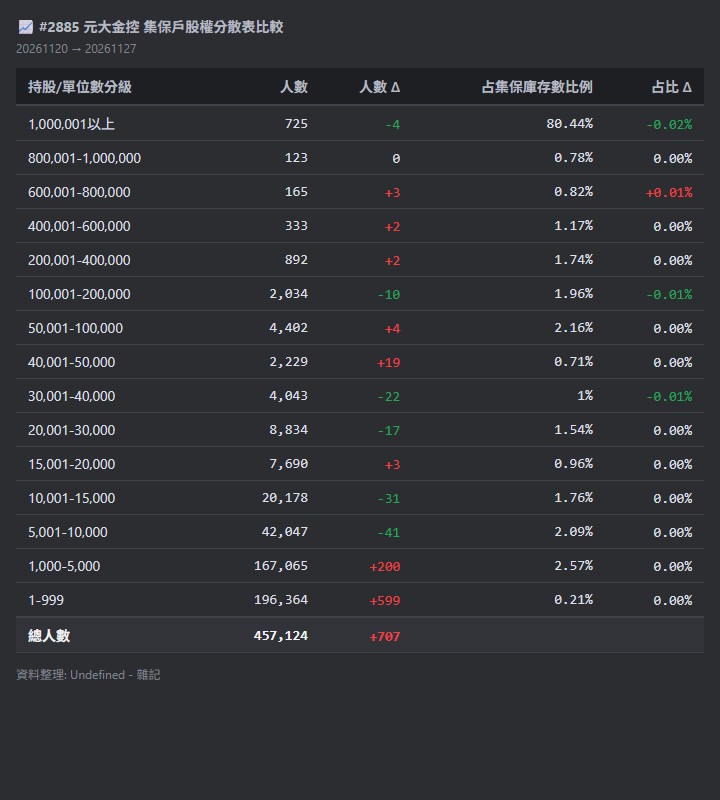 #2885 元大金控 集保戶股權分散表比較
20261120 → 20261127
持股/單位數分級 人數 人數 Δ 占集保庫存數比例 占比 Δ
1,000,001以上 725 -4 80.44% -0.02%
800,001-1,000,000 123 0 0.78% 0.00%
600,001-800,000 165 +3 0.82% +0.01%
400,001-600,000 333 +2 1.17% 0.00%
200,001-400,000 892 +2 1.74% 0.00%
100,001-200,000 2,034 -10 1.96% -0.01%
50,001-100,000 4,402 +4 2.16% 0.00%
40,001-50,000 2,229 +19 0.71% 0.00%
30,001-40,000 4,043 -22 1% -0.01%
20,001-30,000 8,834 -17 1.54% 0.00%
15,001-20,000 7,690 +3 0.96% 0.00%
10,001-15,000 20,178 -31 1.76% 0.00%
5,001-10,000 42,047 -41 2.09% 0.00%
1,000-5,000 167,065 +200 2.57% 0.00%
1-999 196,364 +599 0.21% 0.00%
總人數 457,124 +707
資料整理: Undefined - 雜記